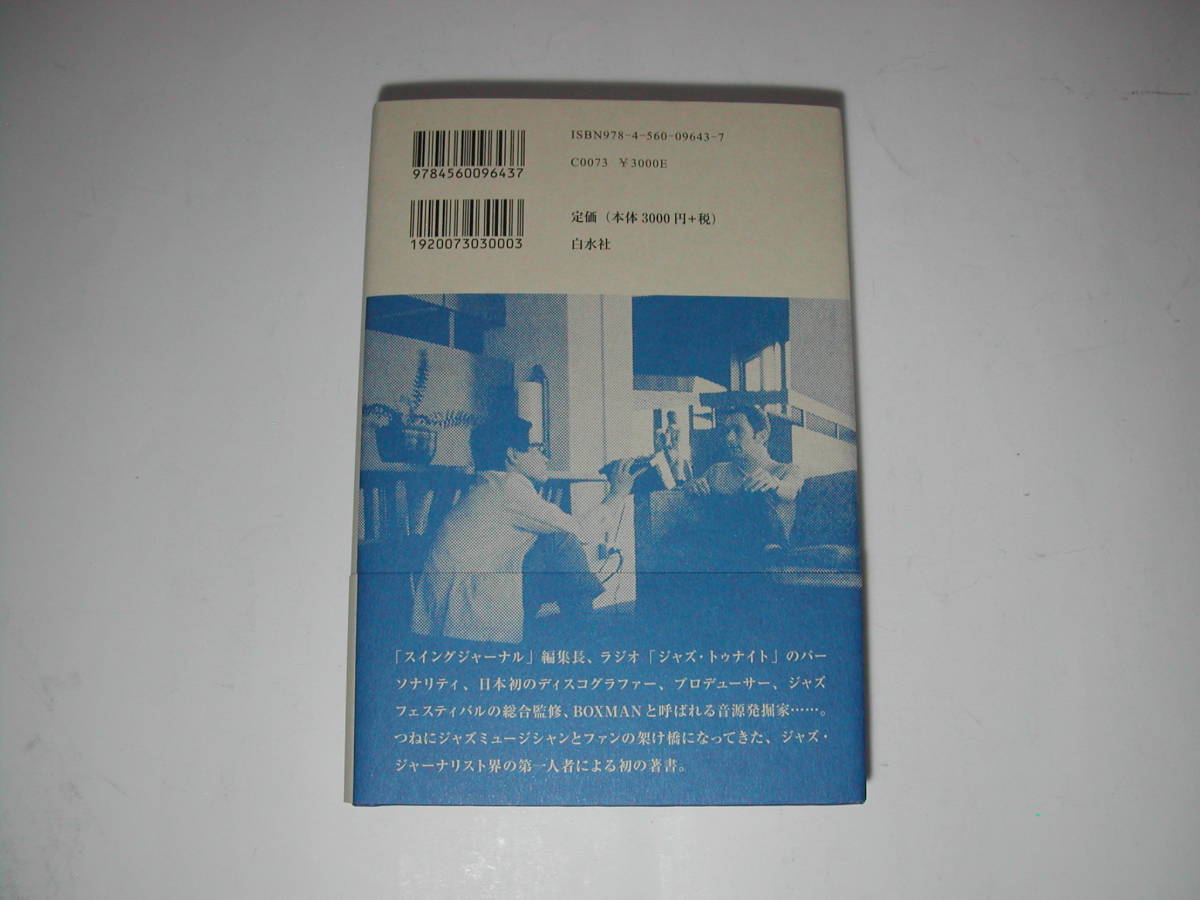 ISBN978-4-560-09643-7
C0073 ¥3000E
9784560096437
定価（本体3000円+税）
1920073030003
白水社
「スイングジャーナル」編集長、ラジオ「ジャズ・トゥナイト」のパー
ソナリティ、日本初のディスコグラファー、プロデューサー、ジャズ
フェスティバルの総合監修、BOXMANと呼ばれる音源発掘家……。
つねにジャズミュージシャンとファンの架け橋になってきた、ジャズ・
ジャーナリスト界の第一人者による初の著書。